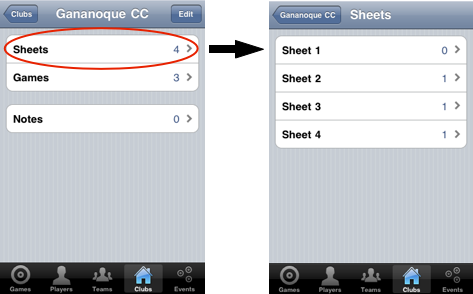 Clubs Gananoque CC Edit
Sheets 4
Games 3
Notes 0
Games Players Teams Clubs Events
Gananoque CC Sheets
Sheet 1 0
Sheet 2 1
Sheet 3 1
Sheet 4 1
Games Players Teams Clubs Events